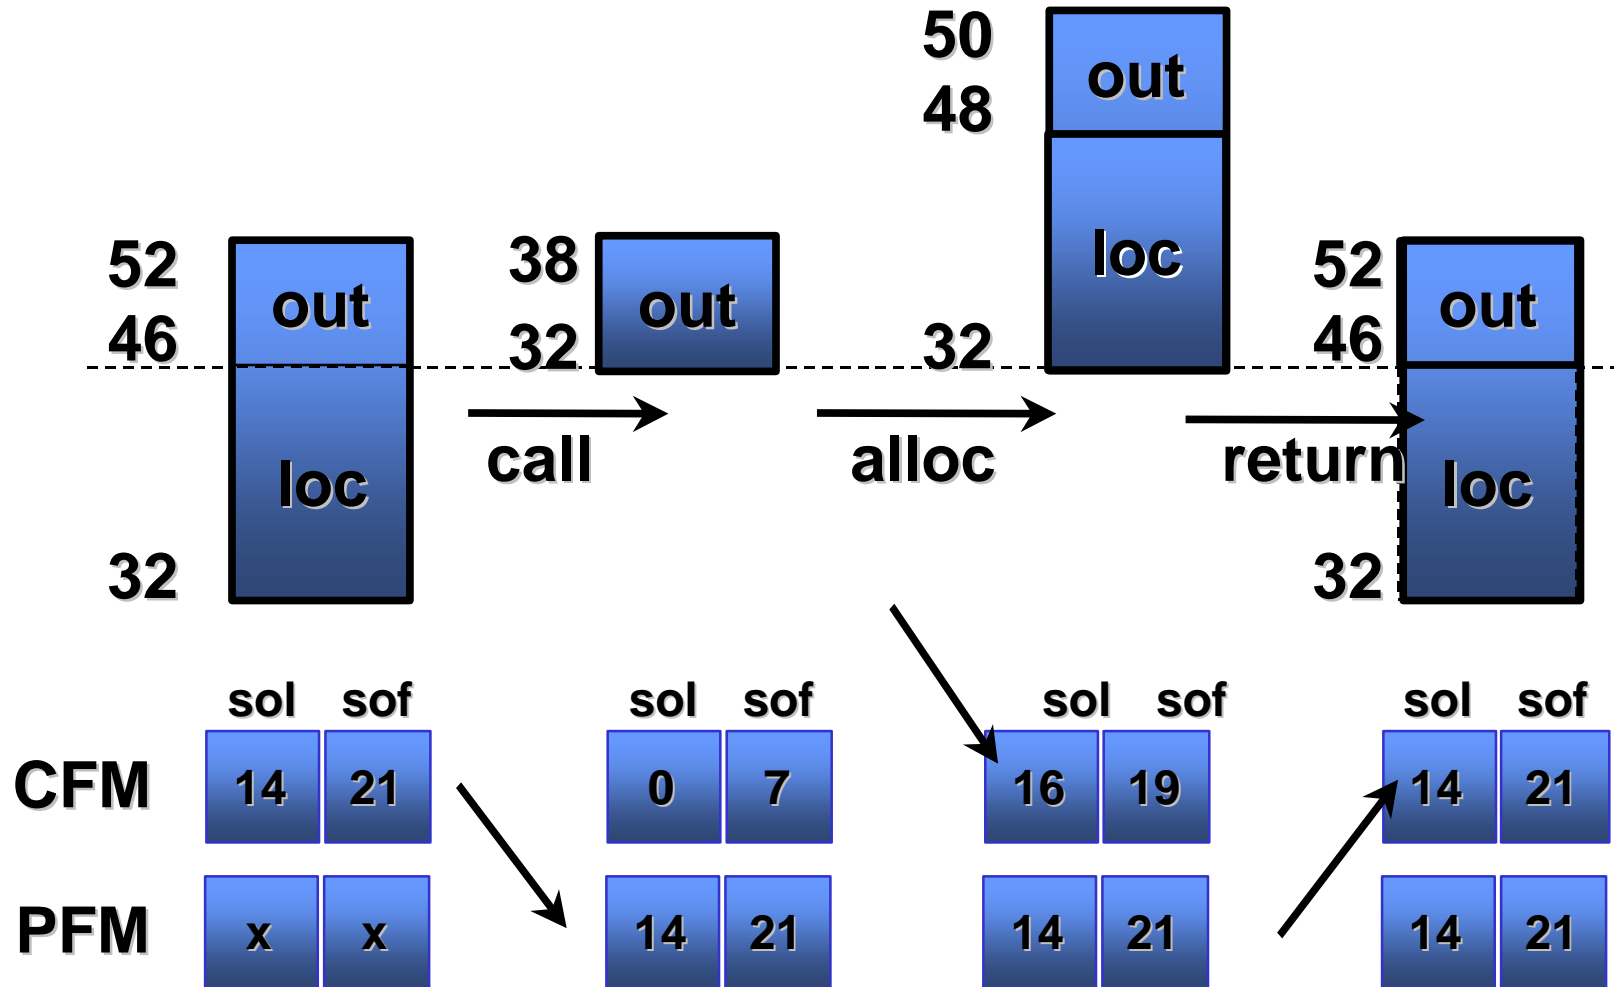 50
out
48
loc
32
52
out
46
loc
32
38
out
32
52
out
46
loc
32
call
alloc
return
sol sof sol sof sol sof sol sof
CFM 14 21 0 7 16 19 14 21
PFM x x 14 21 14 21 14 21